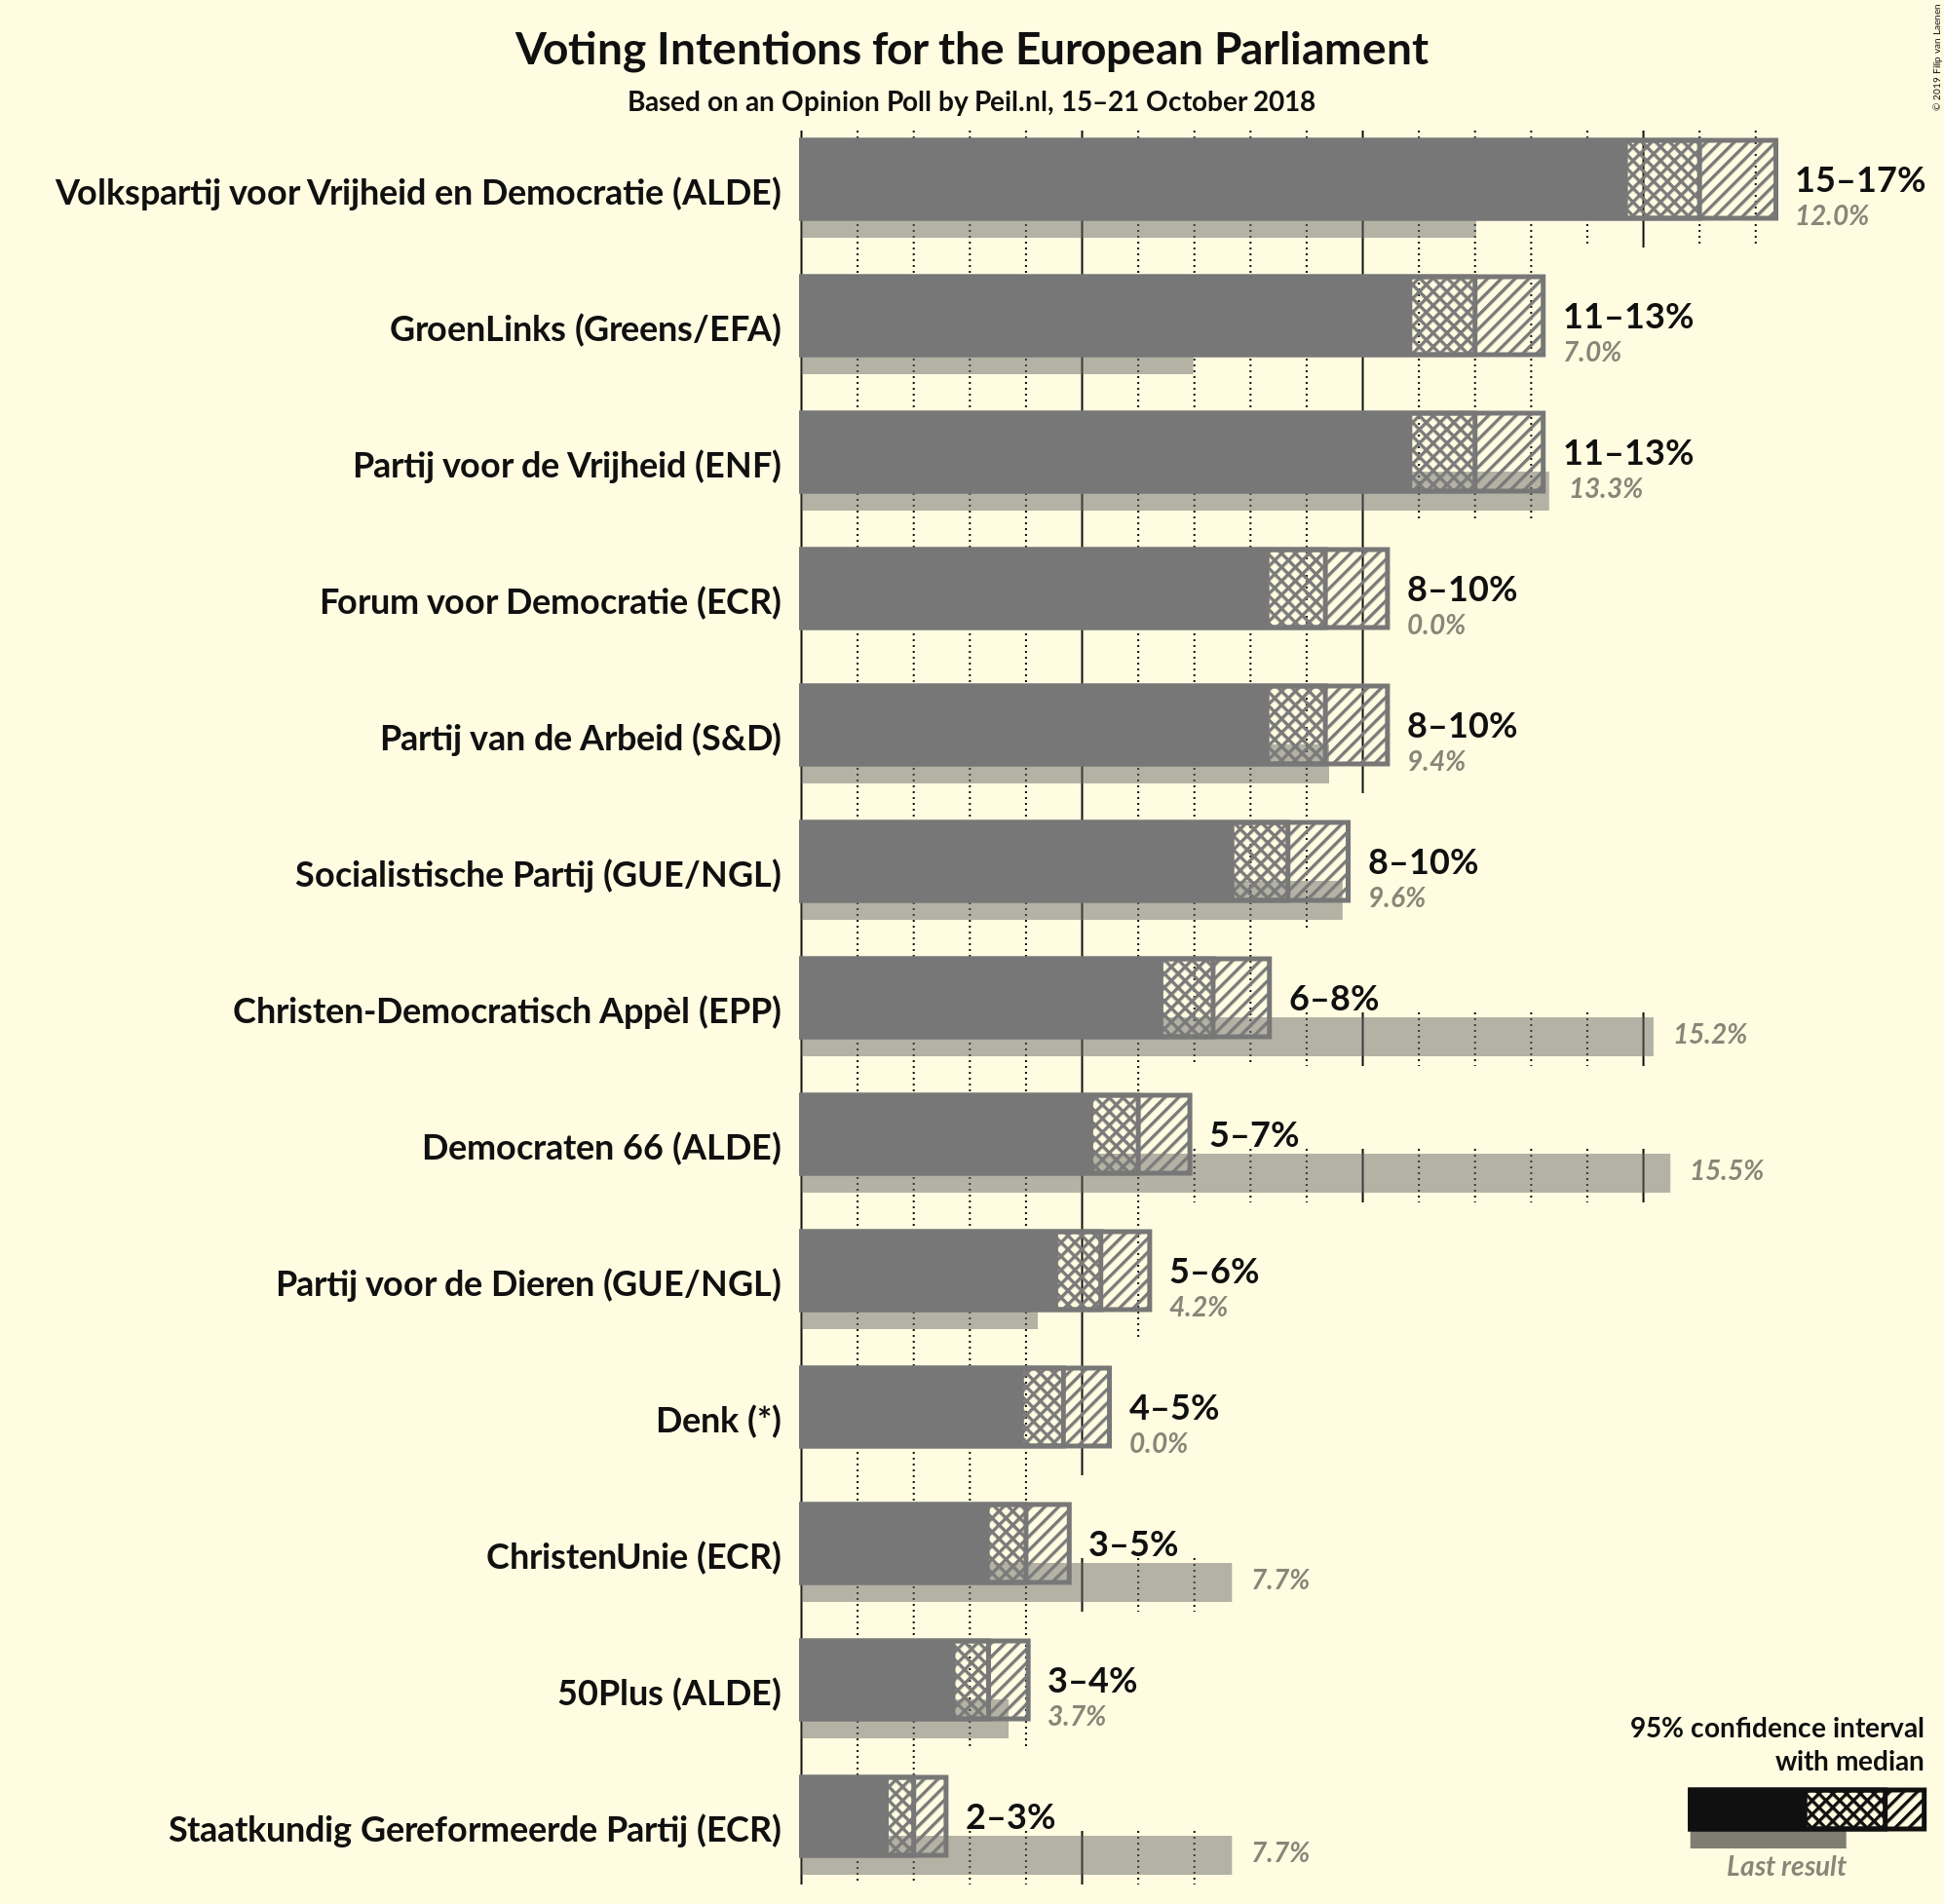 Voting Intentions for the European Parliament
Based on an Opinion Poll by Peil.nl, 15–21 October 2018
© 2019 Filip van Laenen
Volkspartij voor Vrijheid en Democratie (ALDE)
15–17%
12.0%
GroenLinks (Greens/EFA)
11–13%
7.0%
Partij voor de Vrijheid (ENF)
11–13%
13.3%
Forum voor Democratie (ECR)
8–10%
0.0%
Partij van de Arbeid (S&D)
8–10%
9.4%
Socialistische Partij (GUE/NGL)
8–10%
9.6%
Christen-Democratisch Appèl (EPP)
6–8%
15.2%
Democraten 66 (ALDE)
5–7%
15.5%
Partij voor de Dieren (GUE/NGL)
5–6%
4.2%
Denk (*)
4–5%
0.0%
ChristenUnie (ECR)
3–5%
7.7%
50Plus (ALDE)
3–4%
3.7%
Staatkundig Gereformeerde Partij (ECR)
2–3%
7.7%
95% confidence interval
with median
Last result